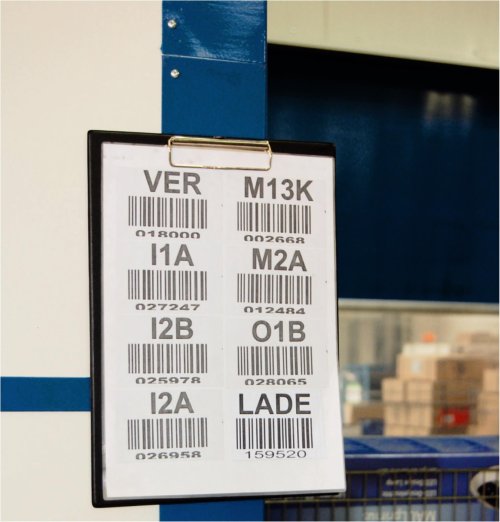 VER M13K
018000 002668
I1A M2A
027247 012484
I2B O1B
025978 028065
I2A LADE
026958 159520